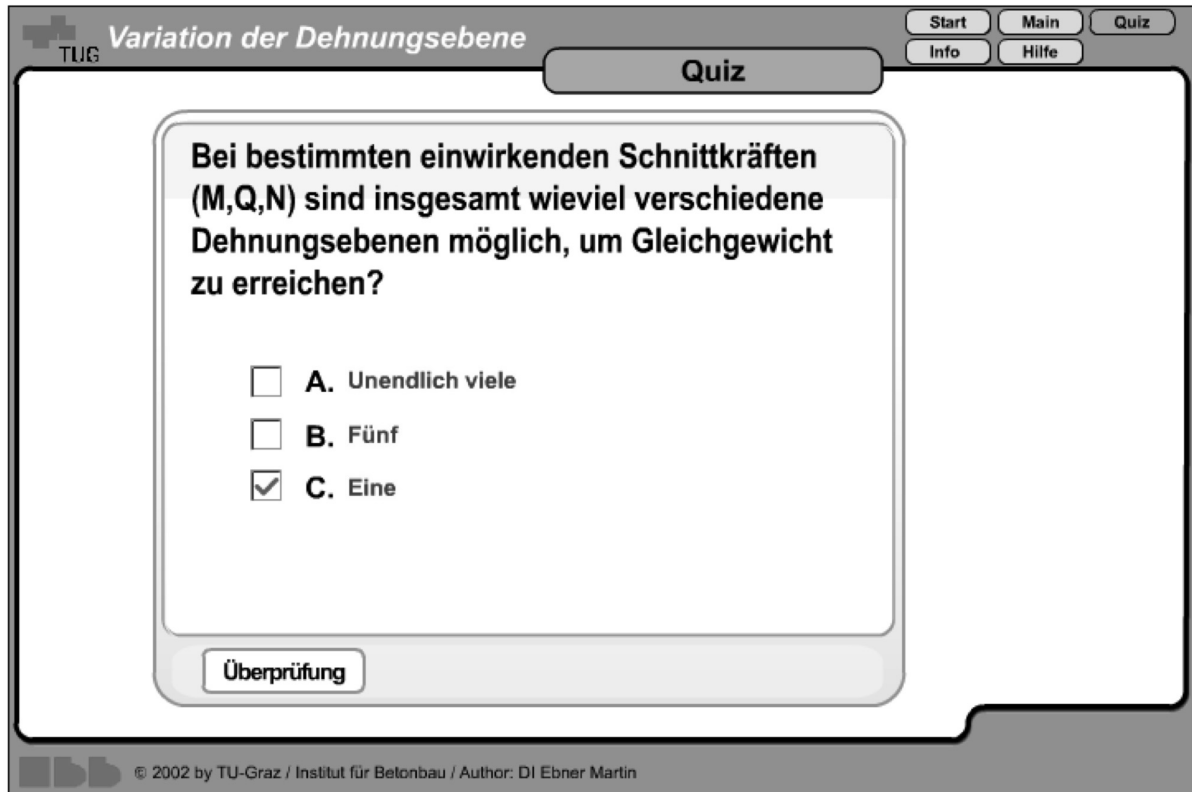 TUG
Variation der Dehnungsebene
Start
Main
Quiz
Info
Hilfe
Quiz
Bei bestimmten einwirkenden Schnittkräften
(M,Q,N) sind insgesamt wieviel verschiedene
Dehnungsebenen möglich, um Gleichgewicht
zu erreichen?
A. Unendlich viele
B. Fünf
C. Eine
Überprüfung
© 2002 by TU-Graz / Institut für Betonbau / Author: DI Ebner Martin